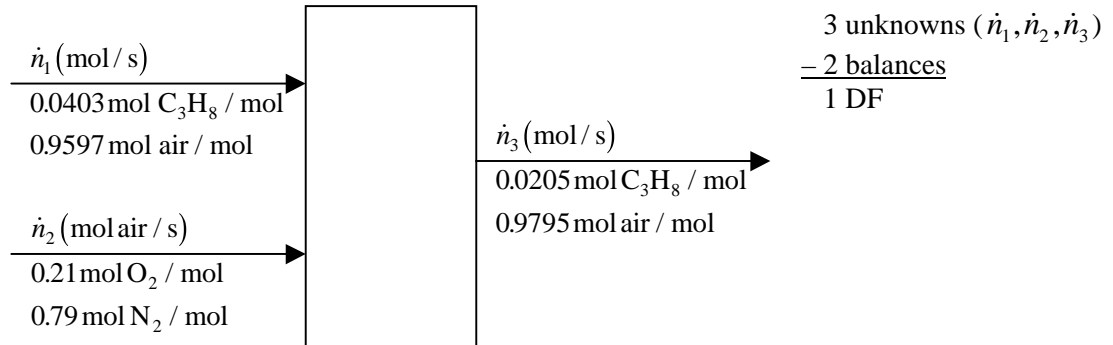 ṅ₁(mol / s)
0.0403 mol C₃H₈ / mol
0.9597 mol air / mol
ṅ₂(mol air / s)
0.21 mol O₂ / mol
0.79 mol N₂ / mol
ṅ₃(mol / s)
0.0205 mol C₃H₈ / mol
0.9795 mol air / mol
3 unknowns (ṅ₁,ṅ₂,ṅ₃)
– 2 balances
1 DF